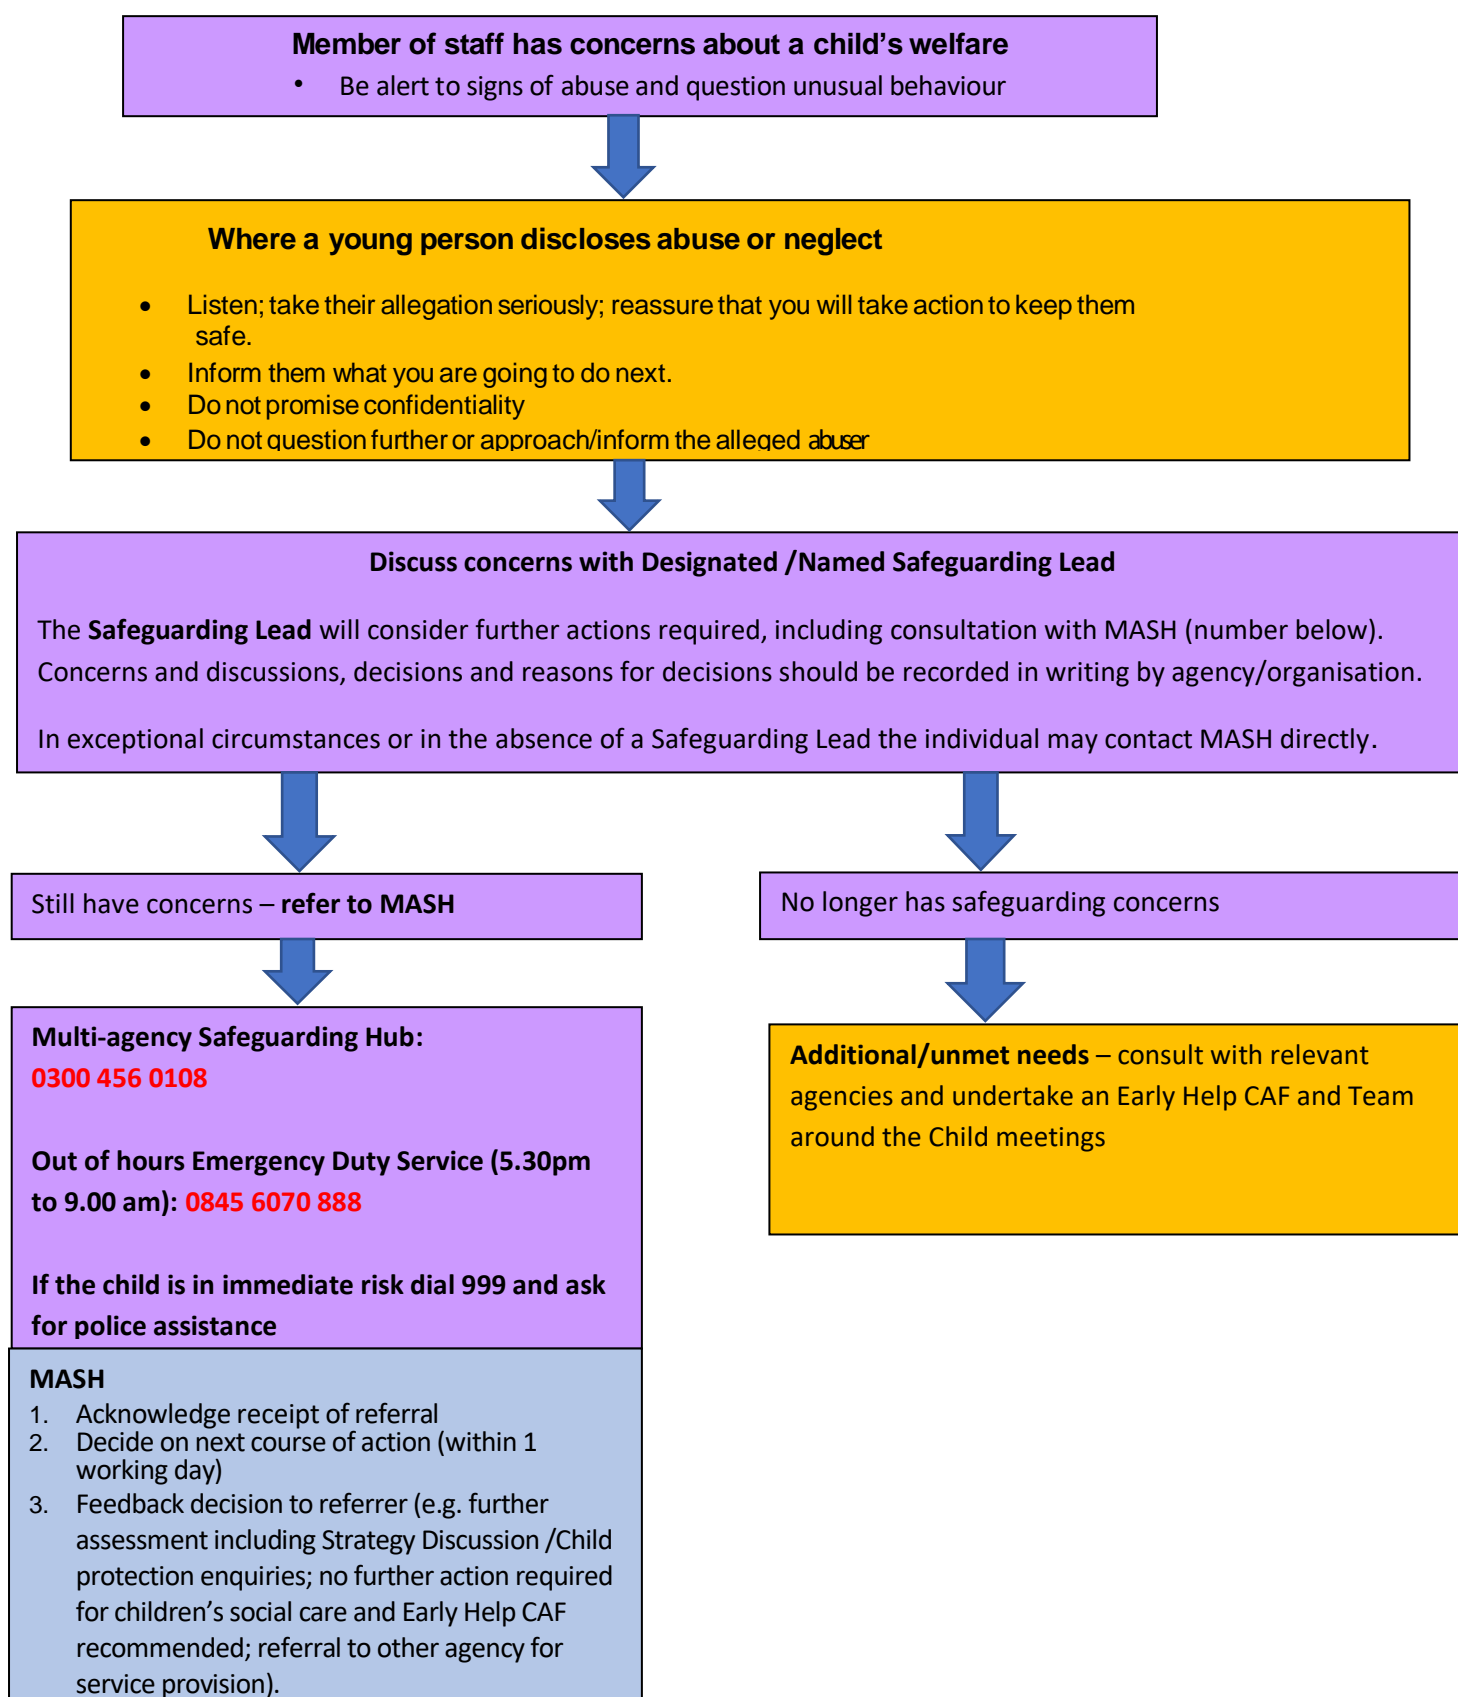 Member of staff has concerns about a child’s welfare
• Be alert to signs of abuse and question unusual behaviour
Where a young person discloses abuse or neglect
• Listen; take their allegation seriously; reassure that you will take action to keep them
safe.
• Inform them what you are going to do next.
• Do not promise confidentiality
• Do not question further or approach/inform the alleged abuser
Discuss concerns with Designated /Named Safeguarding Lead
The Safeguarding Lead will consider further actions required, including consultation with MASH (number below).
Concerns and discussions, decisions and reasons for decisions should be recorded in writing by agency/organisation.
In exceptional circumstances or in the absence of a Safeguarding Lead the individual may contact MASH directly.
Still have concerns – refer to MASH
No longer has safeguarding concerns
Multi-agency Safeguarding Hub:
0300 456 0108
Out of hours Emergency Duty Service (5.30pm
to 9.00 am): 0845 6070 888
If the child is in immediate risk dial 999 and ask
for police assistance
Additional/unmet needs – consult with relevant
agencies and undertake an Early Help CAF and Team
around the Child meetings
MASH
1. Acknowledge receipt of referral
2. Decide on next course of action (within 1
working day)
3. Feedback decision to referrer (e.g. further
assessment including Strategy Discussion /Child
protection enquiries; no further action required
for children’s social care and Early Help CAF
recommended; referral to other agency for
service provision).